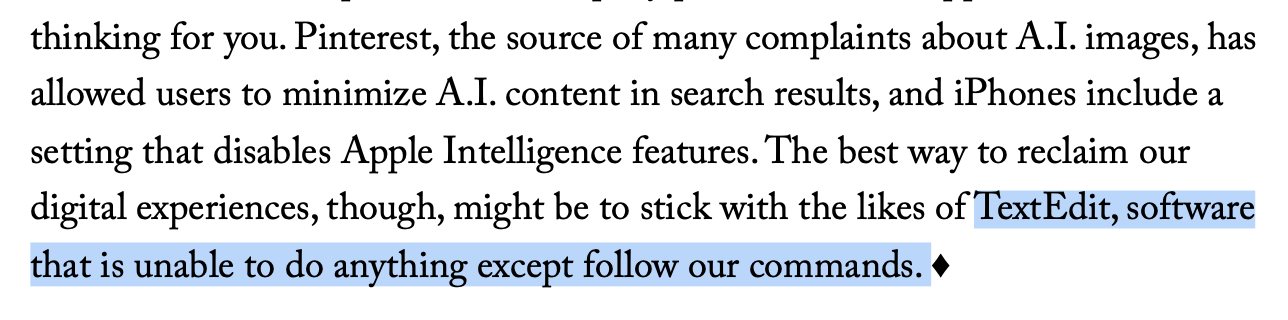 thinking for you. Pinterest, the source of many complaints about A.I. images, has
allowed users to minimize A.I. content in search results, and iPhones include a
setting that disables Apple Intelligence features. The best way to reclaim our
digital experiences, though, might be to stick with the likes of TextEdit, software
that is unable to do anything except follow our commands. ♦